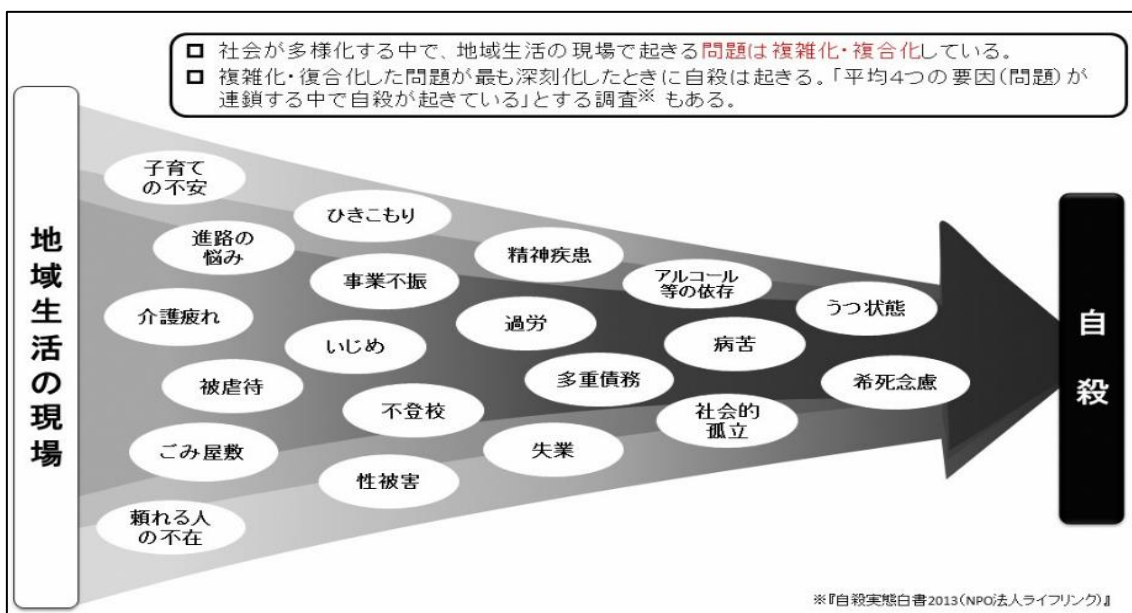 □ 社会が多様化する中で、地域生活の現場で起きる問題は複雑化・複合化している。
□ 複雑化・復合化した問題が最も深刻化したときに自殺は起きる。「平均4つの要因(問題)が
連鎖する中で自殺が起きている」とする調査※ もある。
地域生活の現場
子育て
の不安
進路の
悩み
介護疲れ
被虐待
ごみ屋敷
頼れる人
の不在
ひきこもり
事業不振
いじめ
不登校
性被害
精神疾患
過労
多重債務
失業
アルコール
等の依存
病苦
社会的
孤立
うつ状態
希死念慮
自殺
※『自殺実態白書2013(NPO法人ライフリンク)』